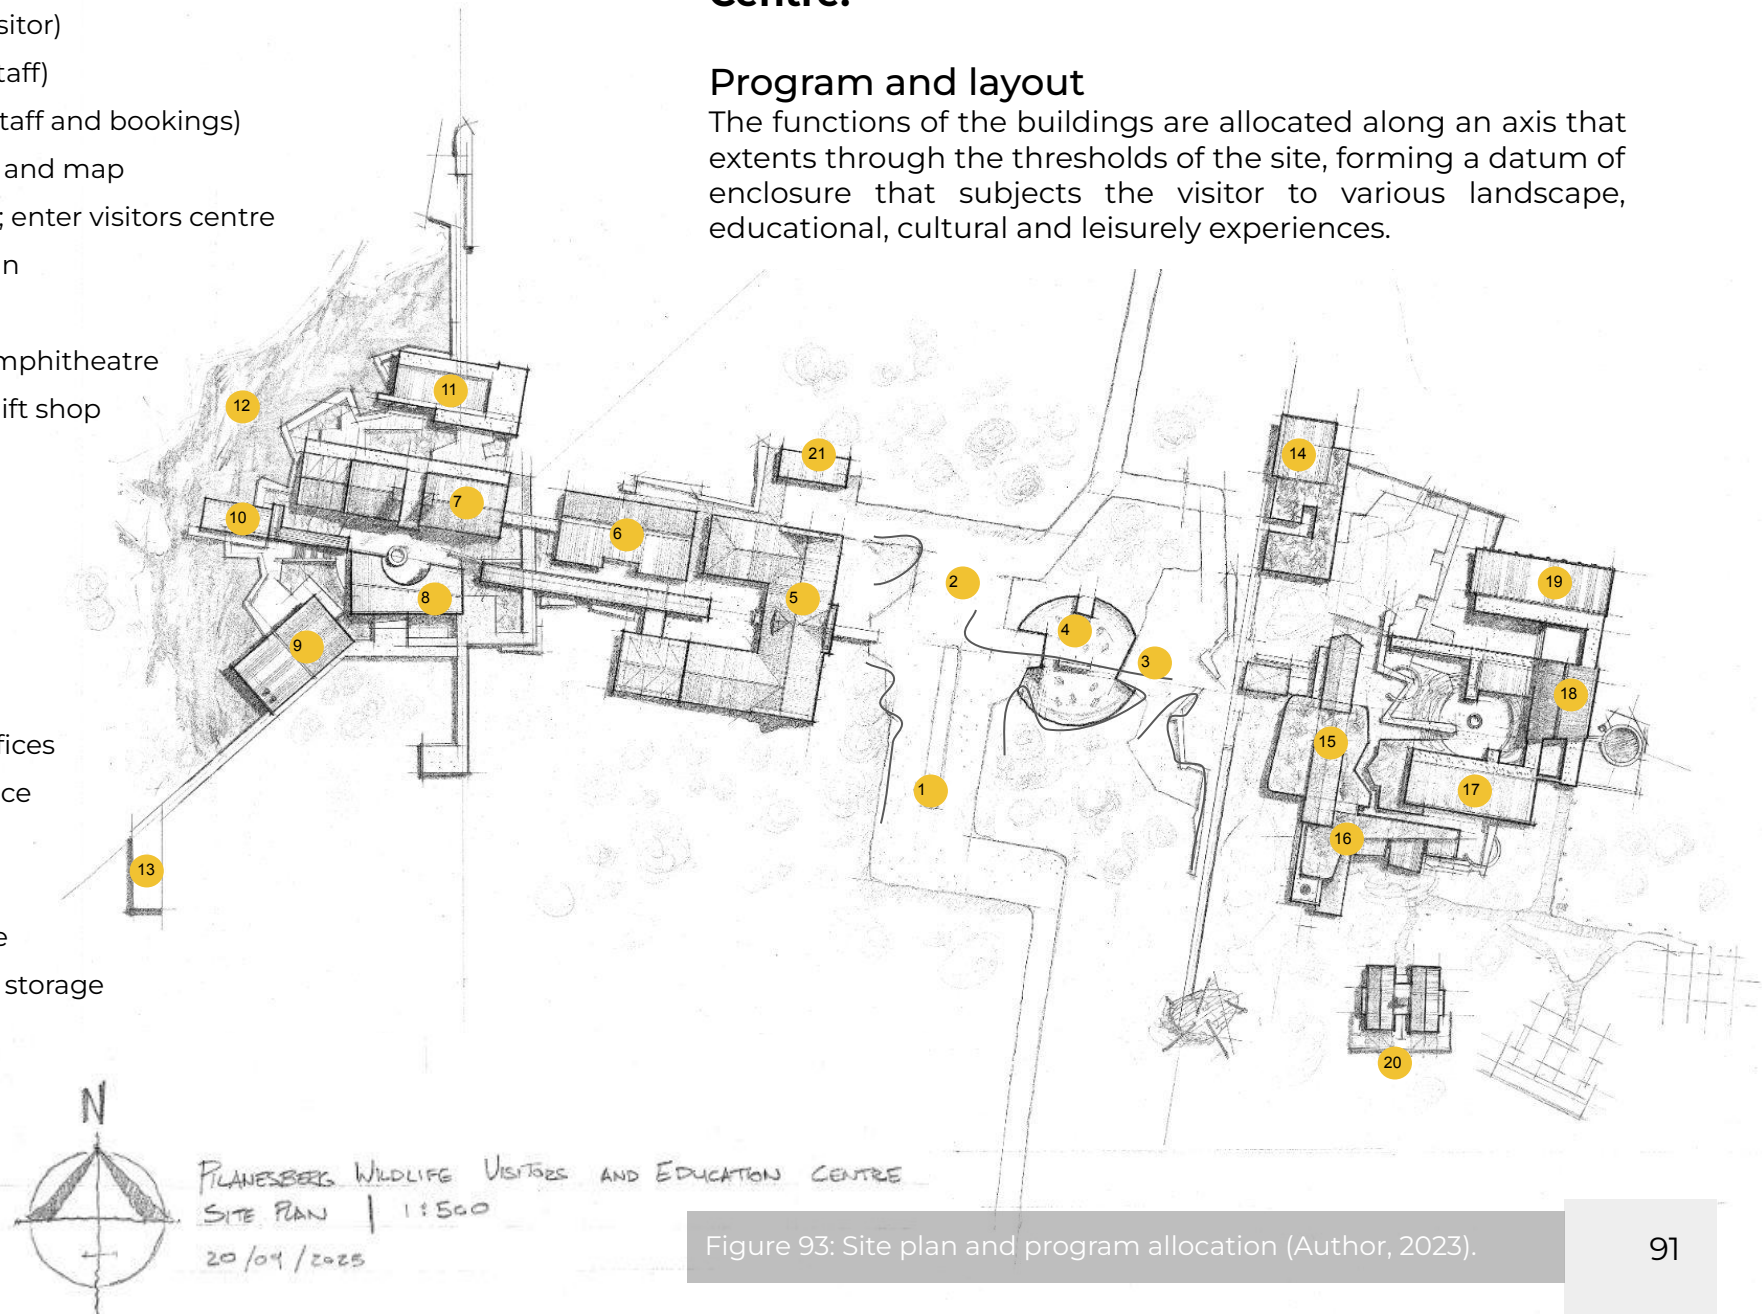 sitor)
taff)
taff and bookings)
and map
; enter visitors centre
n
mphitheatre
ift shop
fices
ce
e
storage
Centre.
Program and layout
The functions of the buildings are allocated along an axis that
extents through the thresholds of the site, forming a datum of
enclosure that subjects the visitor to various landscape,
educational, cultural and leisurely experiences.
11
12
21
14
7
10
6
2
19
8
5
4
9
3
18
15
1
17
16
13
20
N
PILANESBERG WILDLIFE VISITORS AND EDUCATION CENTRE
SITE PLAN | 1:500
20/09/2023
Figure 93: Site plan and program allocation (Author, 2023).
91